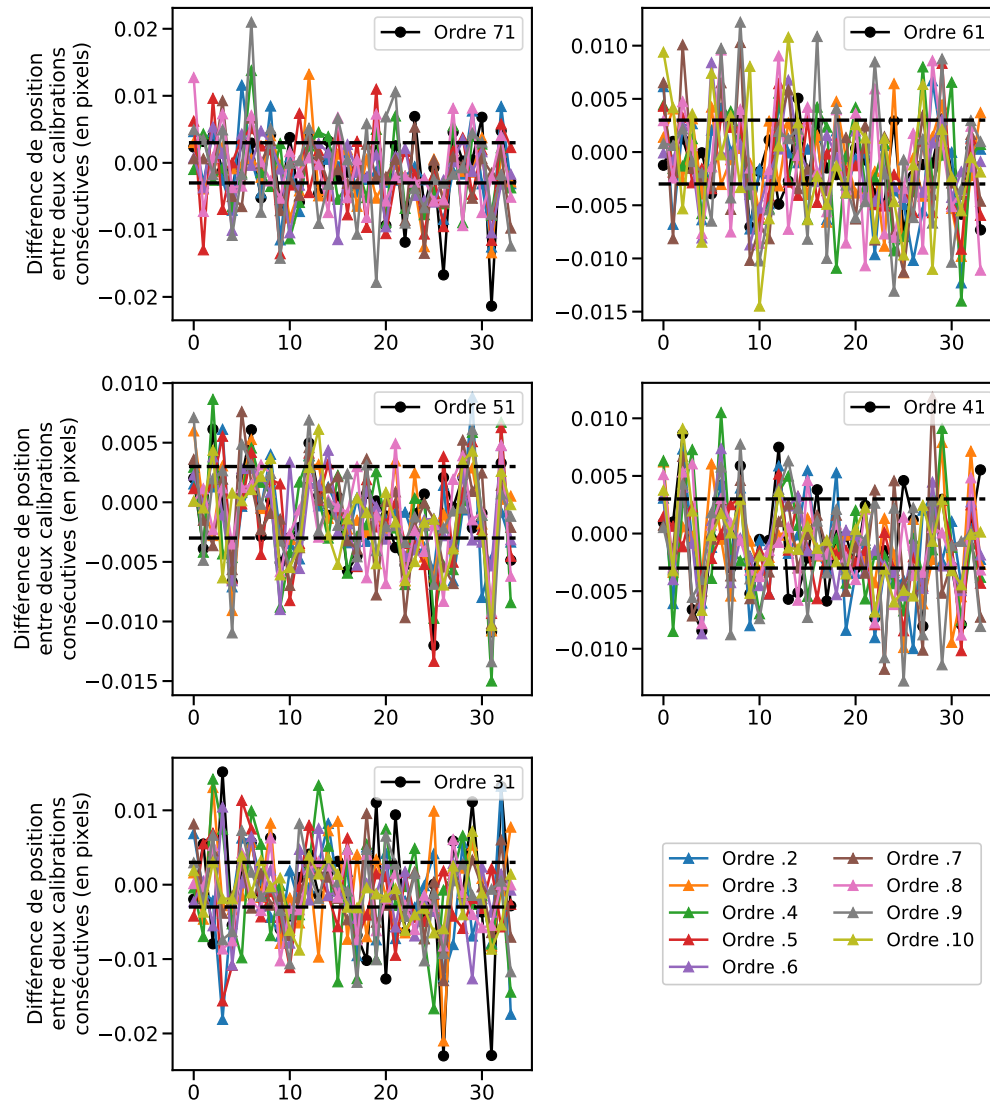 Différence de position
entre deux calibrations
consécutives (en pixels)
0.02
0.01
0.00
−0.01
−0.02
0
10
20
30
Ordre 71
0.010
0.005
0.000
−0.005
−0.010
−0.015
0
10
20
30
Ordre 61
Différence de position
entre deux calibrations
consécutives (en pixels)
0.010
0.005
0.000
−0.005
−0.010
−0.015
0
10
20
30
Ordre 51
0.010
0.005
0.000
−0.005
−0.010
0
10
20
30
Ordre 41
Différence de position
entre deux calibrations
consécutives (en pixels)
0.01
0.00
−0.01
−0.02
0
10
20
30
Ordre 31
Ordre .2
Ordre .3
Ordre .4
Ordre .5
Ordre .6
Ordre .7
Ordre .8
Ordre .9
Ordre .10